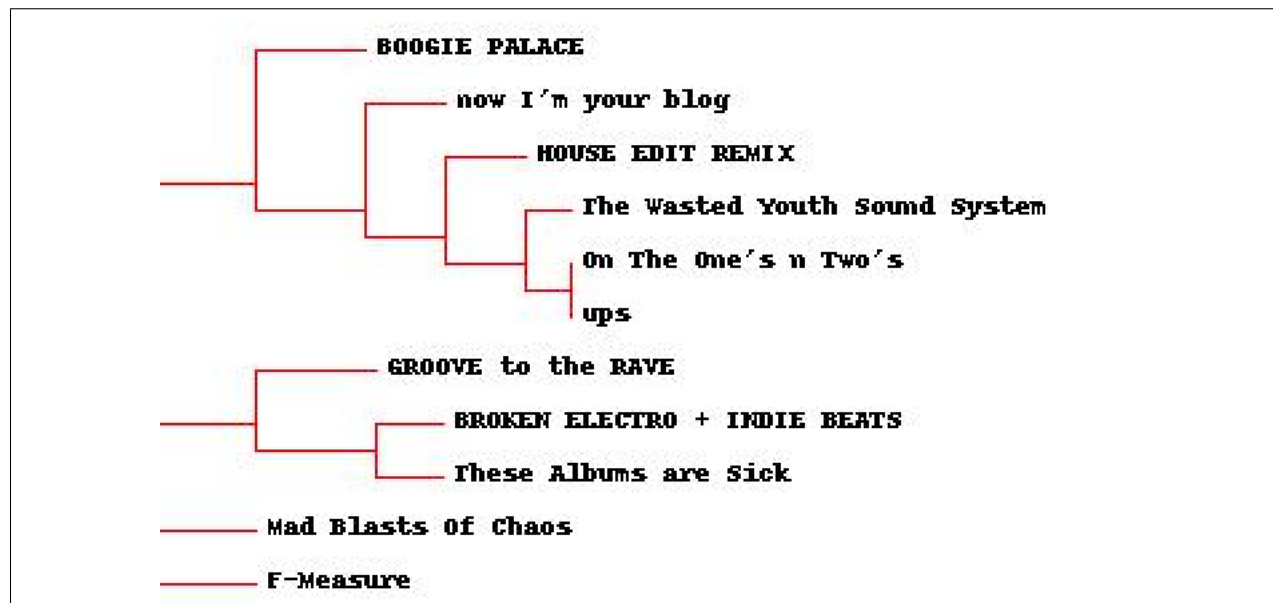 BOOGIE PALACE
now I'm your blog
HOUSE EDIT REMIX
The Wasted Youth Sound System
On The One's n Two's
ups
GROOVE to the RAVE
BROKEN ELECTRO + INDIE BEATS
These Albums are Sick
Mad Blasts Of Chaos
F-Measure